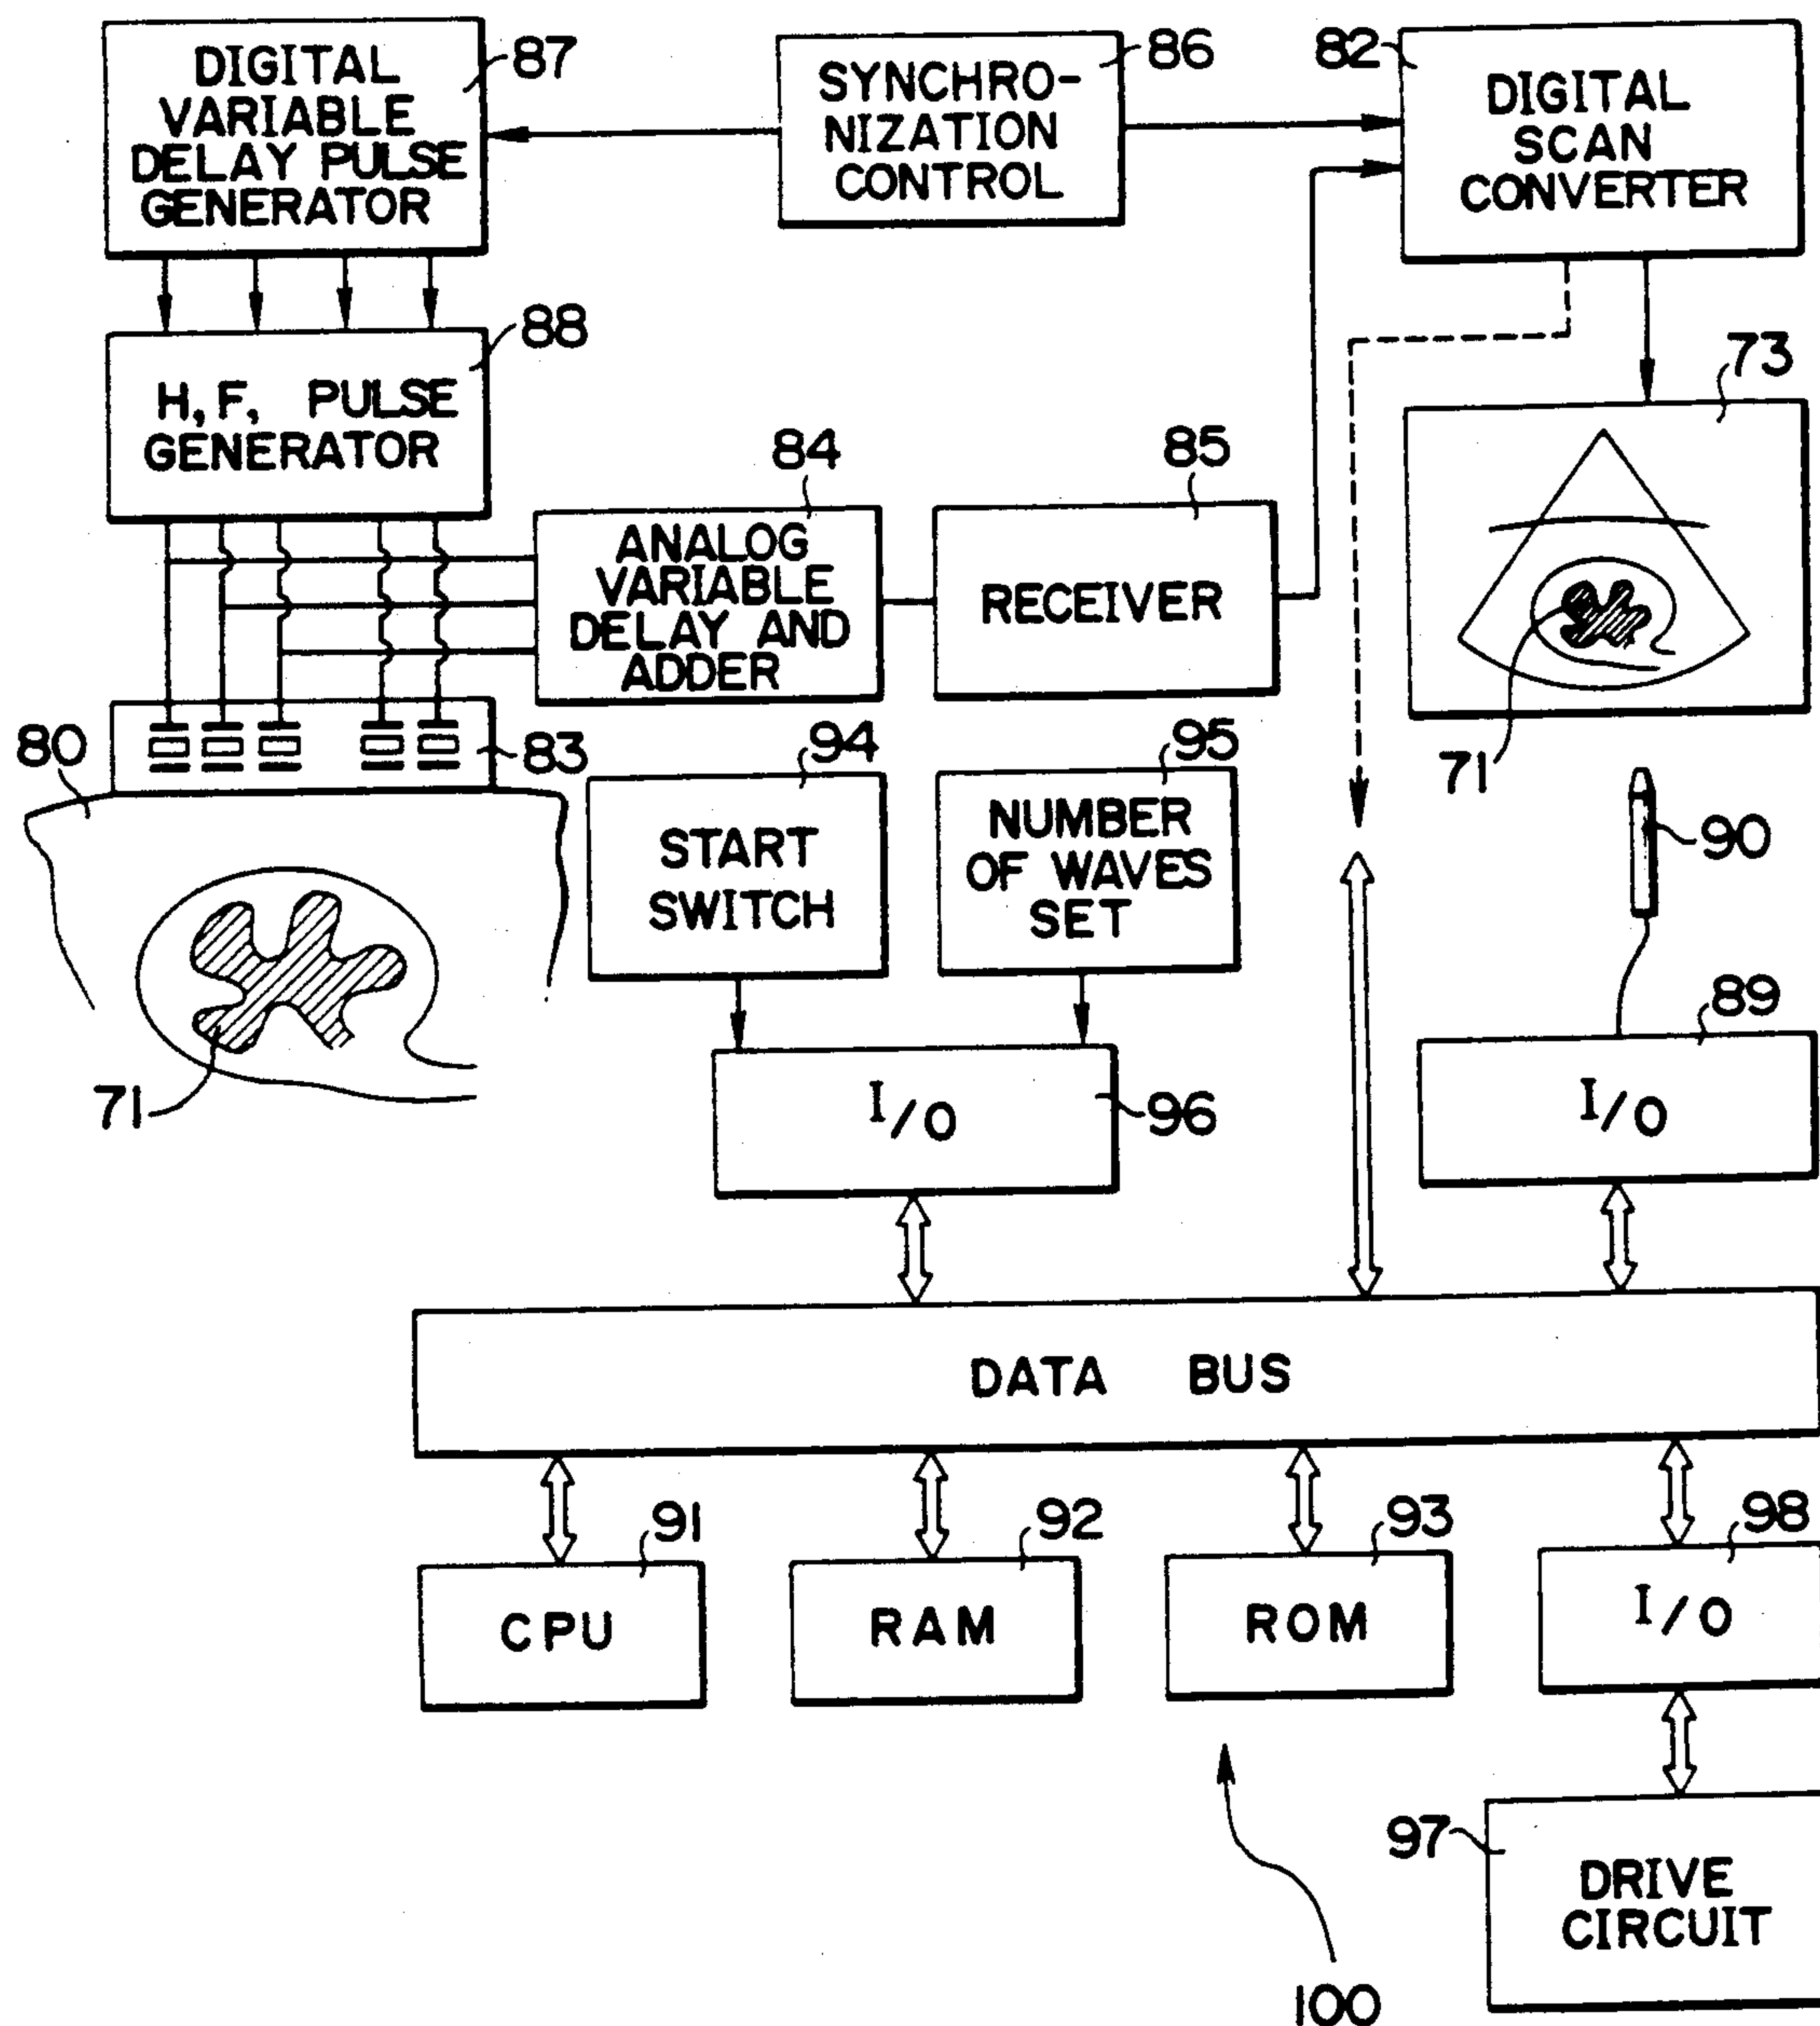 DIGITAL
VARIABLE
DELAY PULSE
GENERATOR
87
SYNCHRO-
NIZATION
CONTROL
86
82
DIGITAL
SCAN
CONVERTER
88
H,F, PULSE
GENERATOR
73
84
ANALOG
VARIABLE
DELAY AND
ADDER
85
RECEIVER
71
80
83
94
START
SWITCH
95
NUMBER
OF WAVES
SET
90
71
I/O
96
89
I/O
DATA BUS
91
CPU
92
RAM
93
ROM
98
I/O
97
DRIVE
CIRCUIT
100